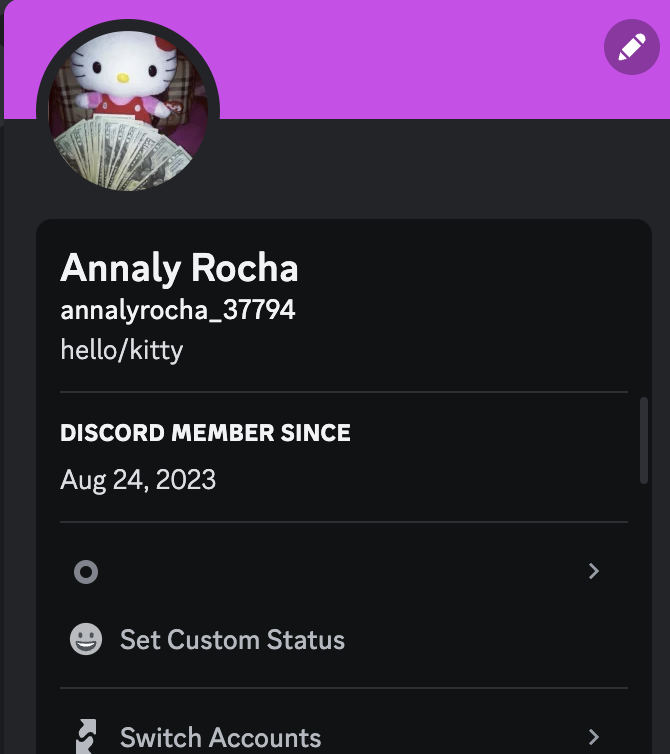 Annaly Rocha
annalyrocha_37794
hello/kitty
DISCORD MEMBER SINCE
Aug 24, 2023
Set Custom Status
Switch Accounts